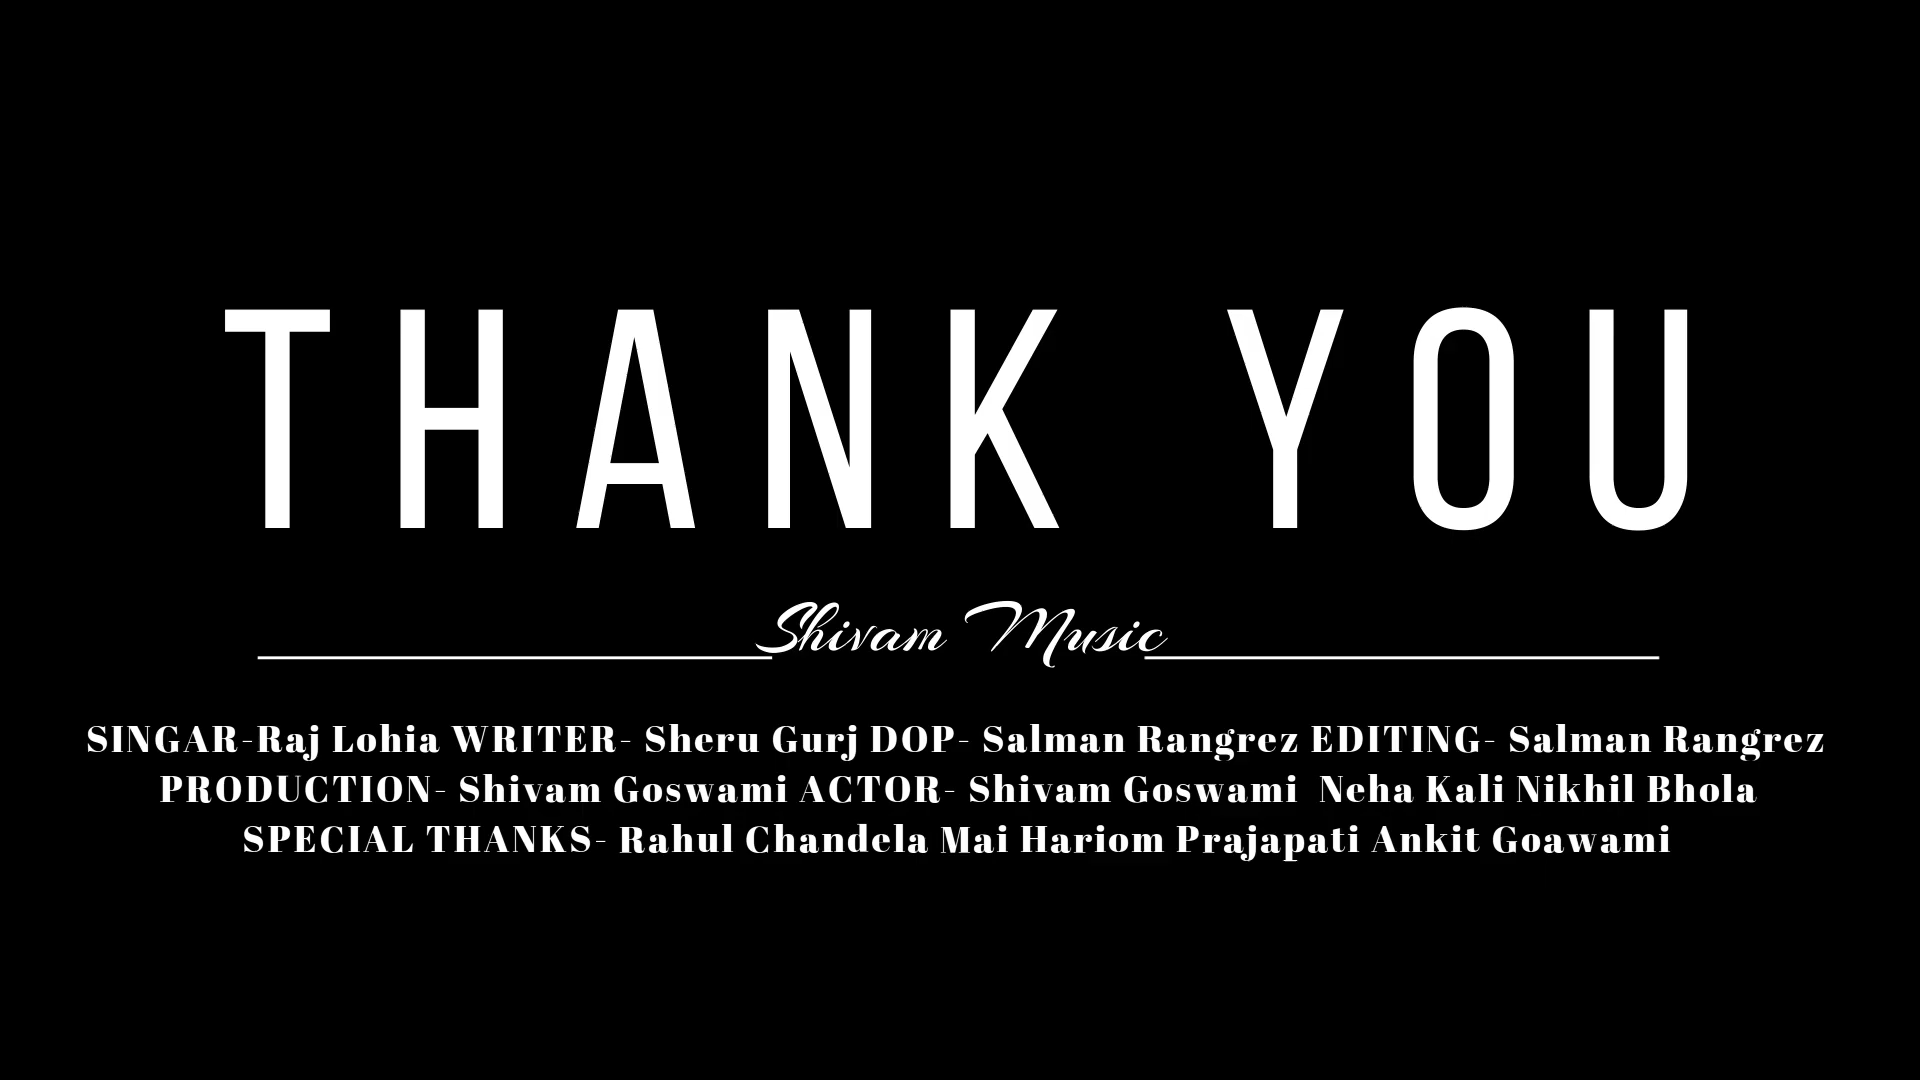 THANK YOU
Shivam Music
SINGAR-Raj Lohia WRITER- Sheru Gurj DOP- Salman Rangrez EDITING- Salman Rangrez
PRODUCTION- Shivam Goswami ACTOR- Shivam Goswami  Neha Kali Nikhil Bhola
SPECIAL THANKS- Rahul Chandela Mai Hariom Prajapati Ankit Goawami